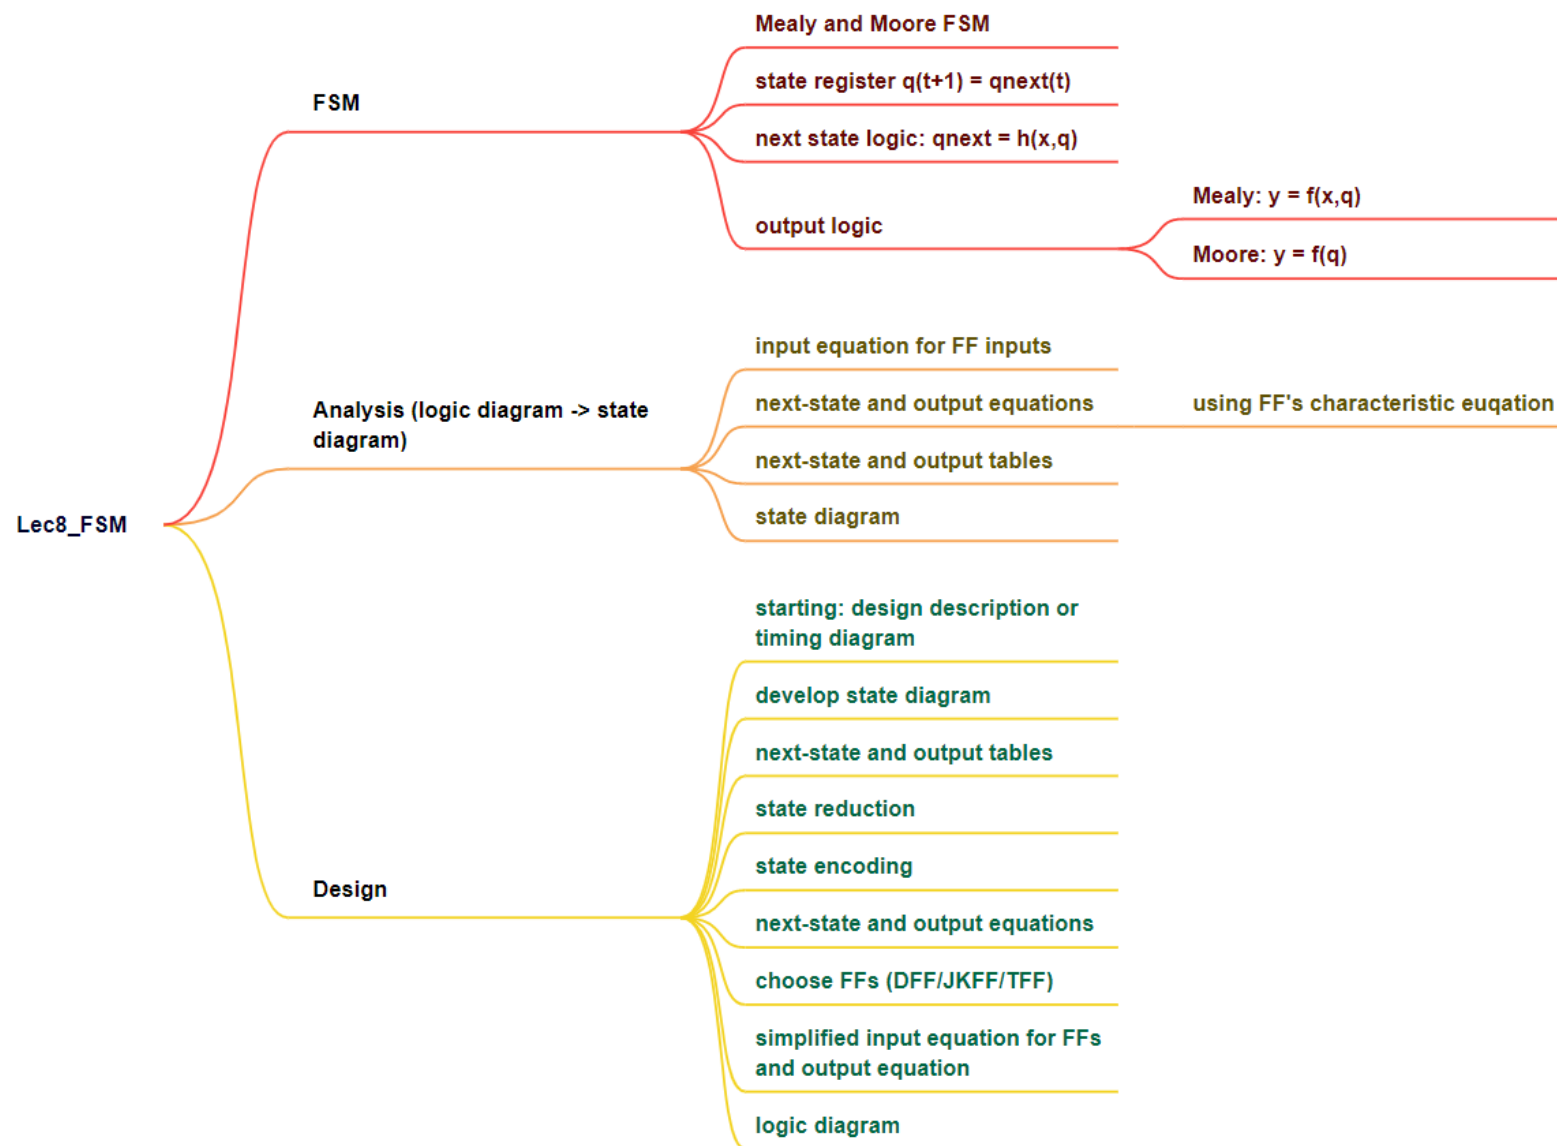 Mealy and Moore FSM
state register q(t+1) = qnext(t)
FSM
next state logic: qnext = h(x,q)
Mealy: y = f(x,q)
output logic
Moore: y = f(q)
input equation for FF inputs
Analysis (logic diagram -> state
diagram)
next-state and output equations
using FF's characteristic euqation
next-state and output tables
state diagram
Lec8_FSM
starting: design description or
timing diagram
develop state diagram
next-state and output tables
state reduction
state encoding
Design
next-state and output equations
choose FFs (DFF/JKFF/TFF)
simplified input equation for FFs
and output equation
logic diagram